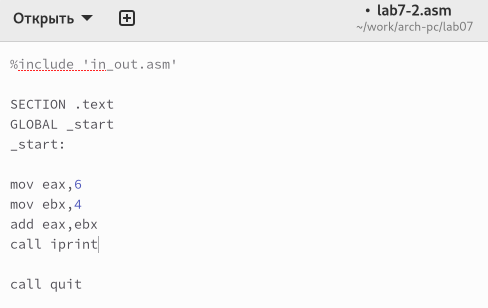 Открыть
• lab7-2.asm
~/work/arch-pc/lab07
%include 'in_out.asm'
SECTION .text
GLOBAL _start
_start:
mov eax,6
mov ebx,4
add eax,ebx
call iprint
call quit